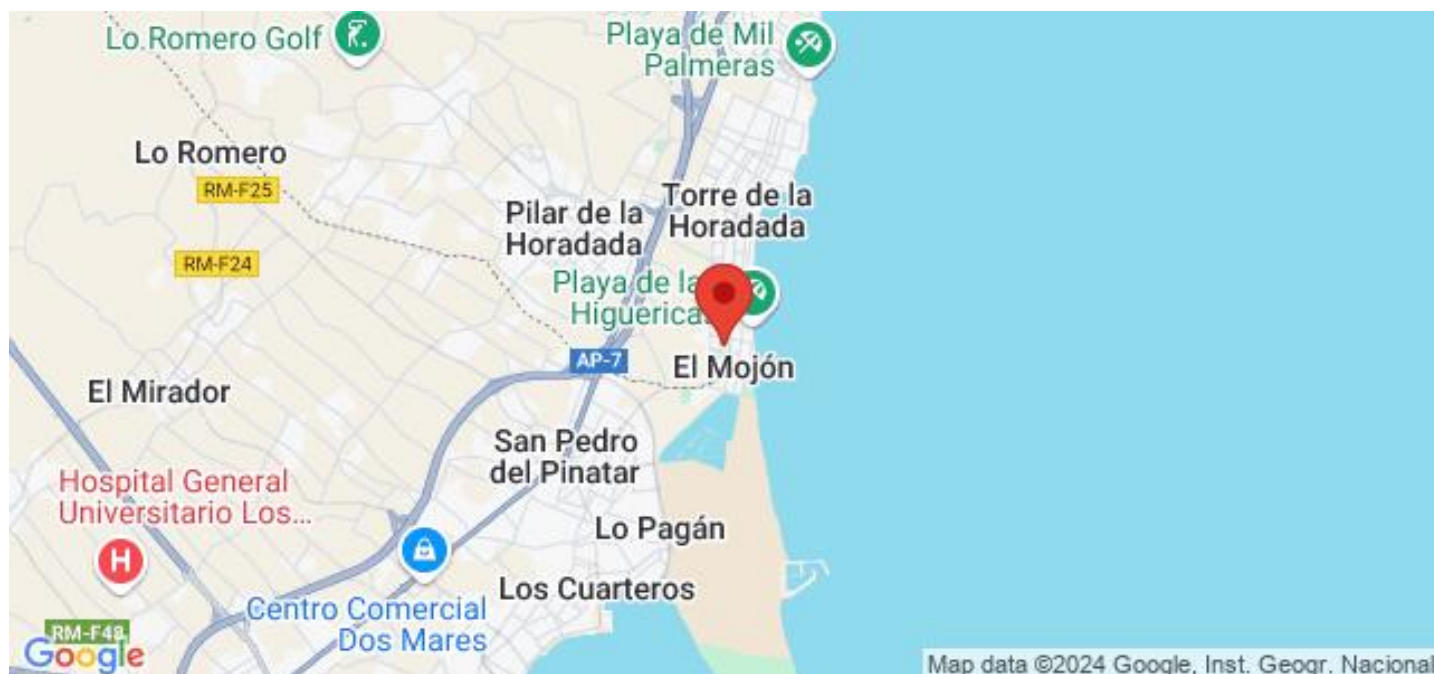 Lo Romero Golf
Playa de Mil
Palmeras
Lo Romero
RM-F25
Torre de la
Horadada
Pilar de la
Horadada
RM-F24
Playa de la
Higuerica
AP-7
El Mojón
El Mirador
San Pedro
del Pinatar
Hospital General
Universitario Los...
H
Lo Pagán
Los Cuarteros
Centro Comercial
Dos Mares
RM-F48
Google
Map data ©2024 Google, Inst. Geogr. Nacional